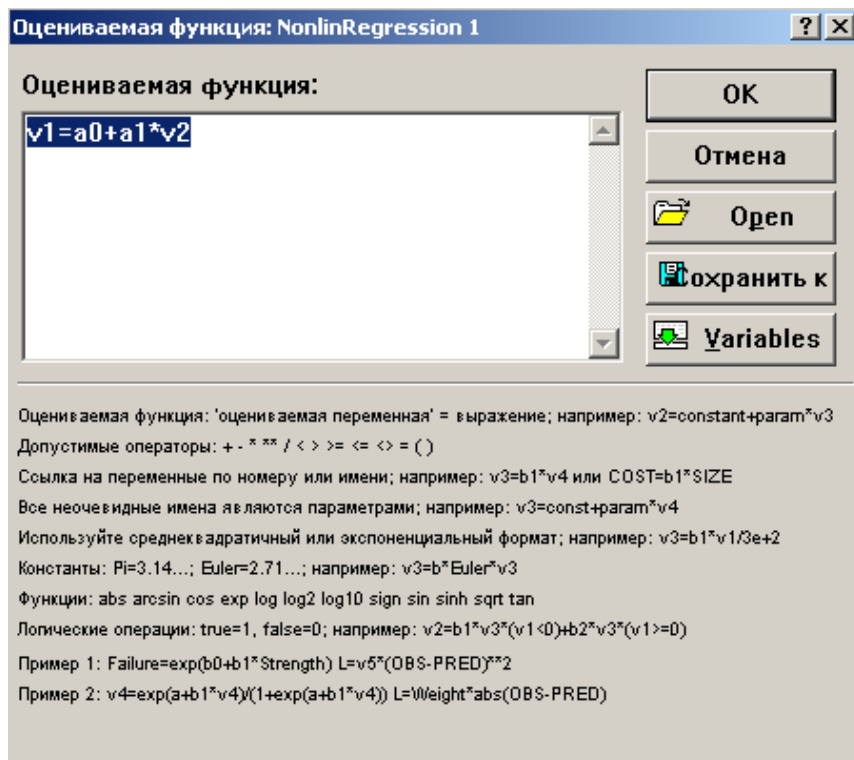 Оцениваемая функция: NonlinRegression 1
Оцениваемая функция:
v1=a0+a1*v2
OK
Отмена
Open
Сохранить к
Variables
Оцениваемая функция: 'оцениваемая переменная' = выражение; например: v2=constant+param*v3
Допустимые операторы: + - * ** / < > >= <= <> = ( )
Ссылка на переменные по номеру или имени; например: v3=b1*v4 или COST=b1*SIZE
Все неочевидные имена являются параметрами; например: v3=const+param*v4
Используйте среднеквадратичный или экспоненциальный формат; например: v3=b1*v1/3e+2
Константы: Pi=3.14...; Euler=2.71...; например: v3=b*Euler*v3
Функции: abs arcsin cos exp log log2 log10 sign sin sinh sqrt tan
Логические операции: true=1, false=0; например: v2=b1*v3*(v1<0)+b2*v3*(v1>=0)
Пример 1: Failure=exp(b0+b1*Strength) L=v5*(OBS-PRED)**2
Пример 2: v4=exp(a+b1*v4)/(1+exp(a+b1*v4)) L=Weight*abs(OBS-PRED)